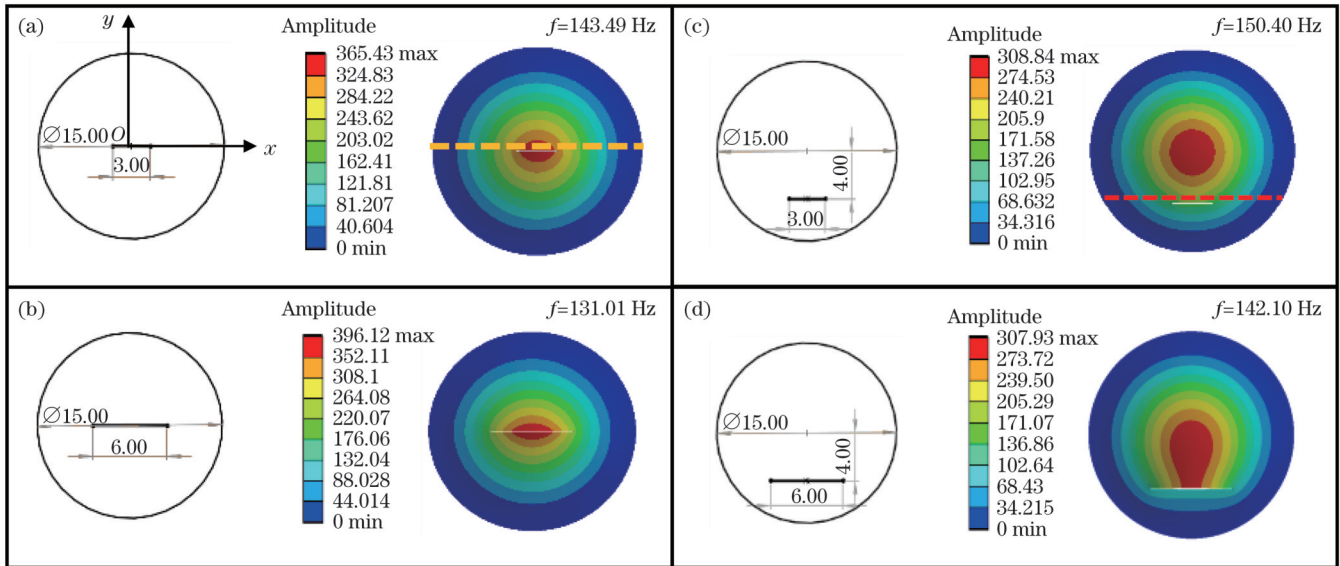 (a)
y
∅15.00
O
x
3.00
Amplitude
365.43 max
324.83
284.22
243.62
203.02
162.41
121.81
81.207
40.604
0 min
f=143.49 Hz
(c)
∅15.00
4.00
3.00
Amplitude
308.84 max
274.53
240.21
205.9
171.58
137.26
102.95
68.632
34.316
0 min
f=150.40 Hz
(b)
∅15.00
6.00
Amplitude
396.12 max
352.11
308.1
264.08
220.07
176.06
132.04
88.028
44.014
0 min
f=131.01 Hz
(d)
∅15.00
4.00
6.00
Amplitude
307.93 max
273.72
239.50
205.29
171.07
136.86
102.64
68.43
34.215
0 min
f=142.10 Hz